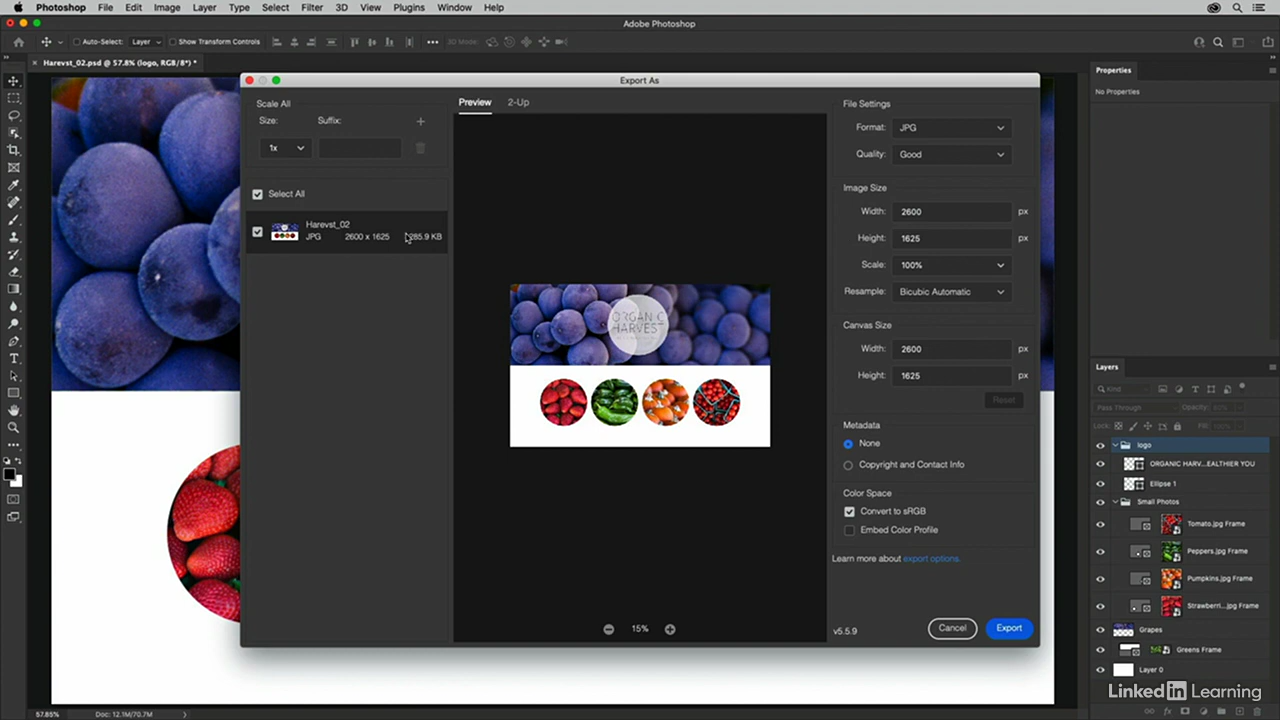 Photoshop File Edit Image Layer Type Select Filter 3D View Plugins Window Help
Adobe Photoshop
Auto-Select: Layer Show Transform Controls 3D Mode:
Harevst_02.psd @ 57.8% (logo, RGB/8*) *
Export As
Scale All
Size: Suffix:
1x
Select All
Harevst_02
JPG 2600 x 1625 285.9 KB
Preview 2-Up
ORGANIC
HARVEST
15%
File Settings
Format: JPG
Quality: Good
Image Size
Width: 2600 px
Height: 1625 px
Scale: 100%
Resample: Bicubic Automatic
Canvas Size
Width: 2600 px
Height: 1625 px
Reset
Metadata
None
Copyright and Contact Info
Color Space
Convert to sRGB
Embed Color Profile
Learn more about export options.
v5.5.9 Cancel Export
Properties
No Properties
Layers
Kind
Pass Through Opacity:
Lock: Fill:
logo
ORGANIC HARV...EALTHIER YOU
Ellipse 1
Small Photos
Tomato.jpg Frame
Peppers.jpg Frame
Pumpkins.jpg Frame
Strawberri...jpg Frame
Grapes
Greens Frame
Layer 0
LinkedIn Learning
57.85% Doc: 12.1M/70.7M